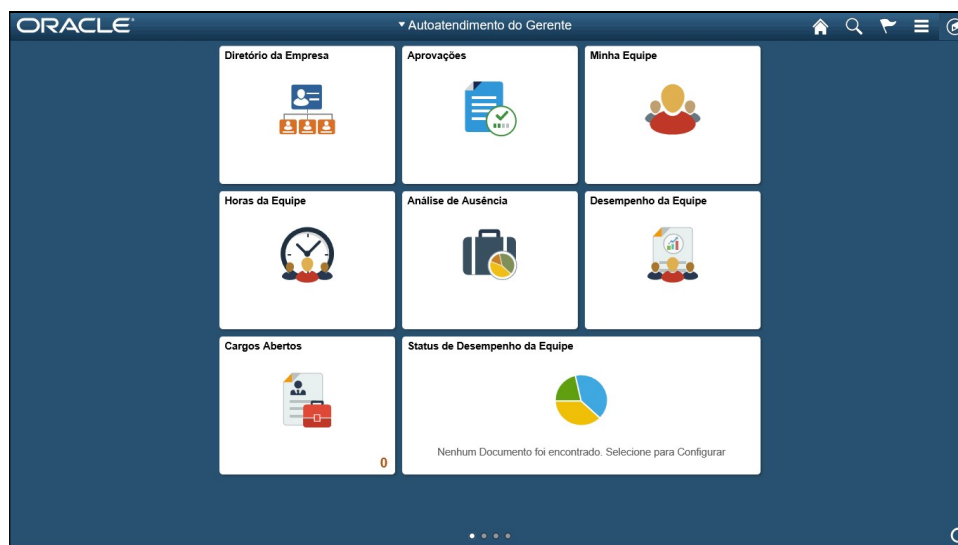 ORACLE
Autoatendimento do Gerente
Diretório da Empresa
Aprovações
Minha Equipe
Horas da Equipe
Análise de Ausência
Desempenho da Equipe
Cargos Abertos
0
Status de Desempenho da Equipe
Nenhum Documento foi encontrado. Selecione para Configurar